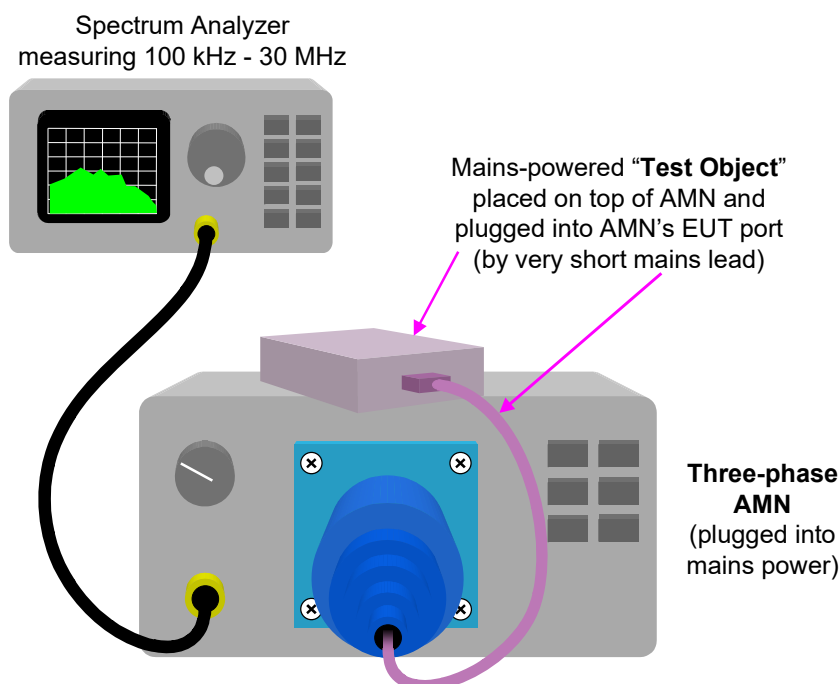 Spectrum Analyzer
measuring 100 kHz - 30 MHz
Mains-powered “Test Object”
placed on top of AMN and
plugged into AMN’s EUT port
(by very short mains lead)
Three-phase
AMN
(plugged into
mains power)